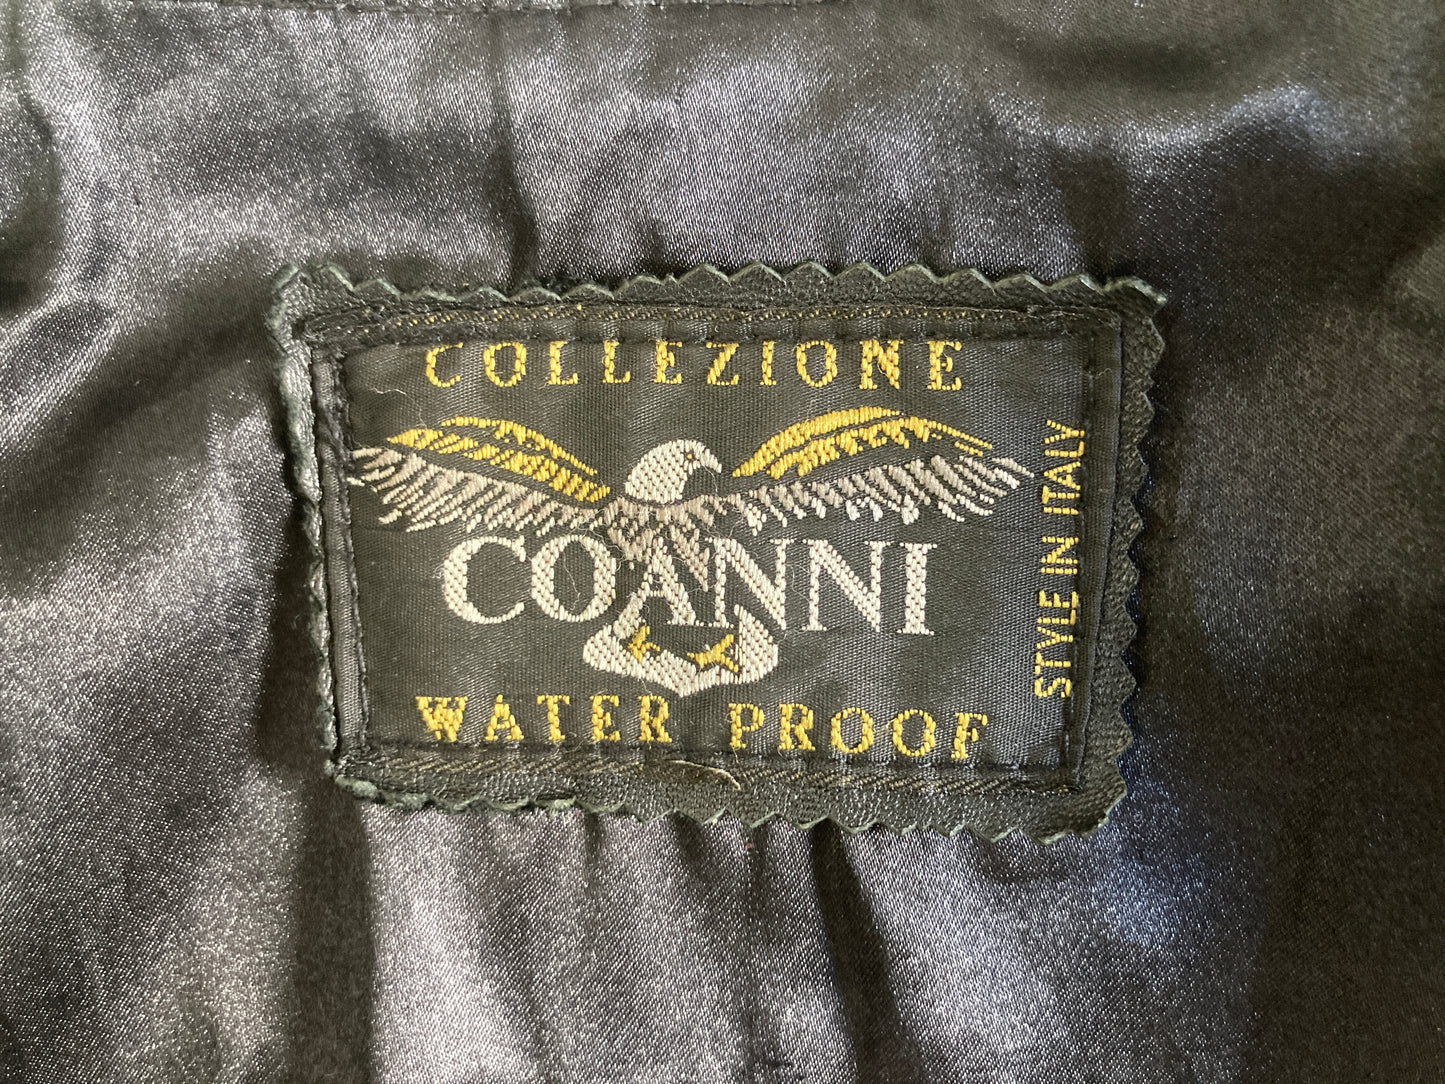 COLLEZIONE
COANNI
WATER PROOF
STYLE IN ITALY